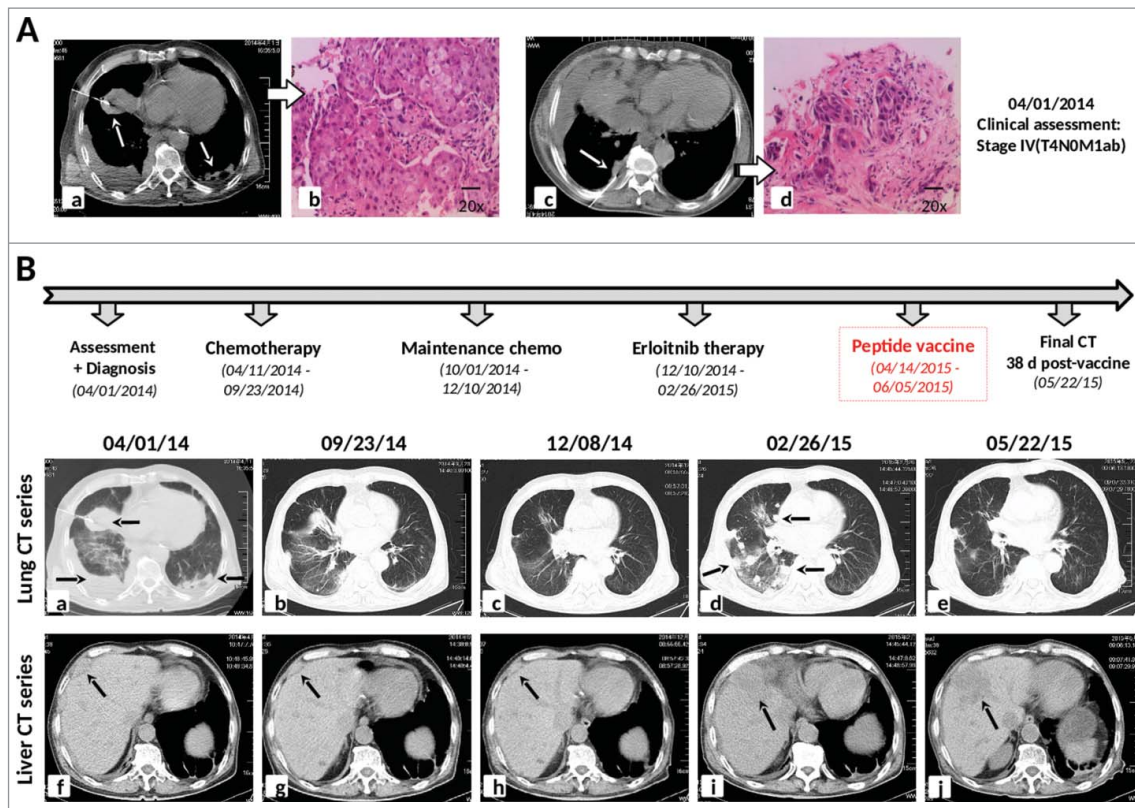 A
a
b
20x
c
d
20x
04/01/2014
Clinical assessment:
Stage IV(T4N0M1ab)
B
Assessment
+ Diagnosis
(04/01/2014)
Chemotherapy
(04/11/2014 -
09/23/2014)
Maintenance chemo
(10/01/2014 -
12/10/2014)
Erloitnib therapy
(12/10/2014 -
02/26/2015)
Peptide vaccine
(04/14/2015 -
06/05/2015)
Final CT
38 d post-vaccine
(05/22/15)
04/01/14
09/23/14
12/08/14
02/26/15
05/22/15
Lung CT series
a
b
c
d
e
Liver CT series
f
g
h
i
j